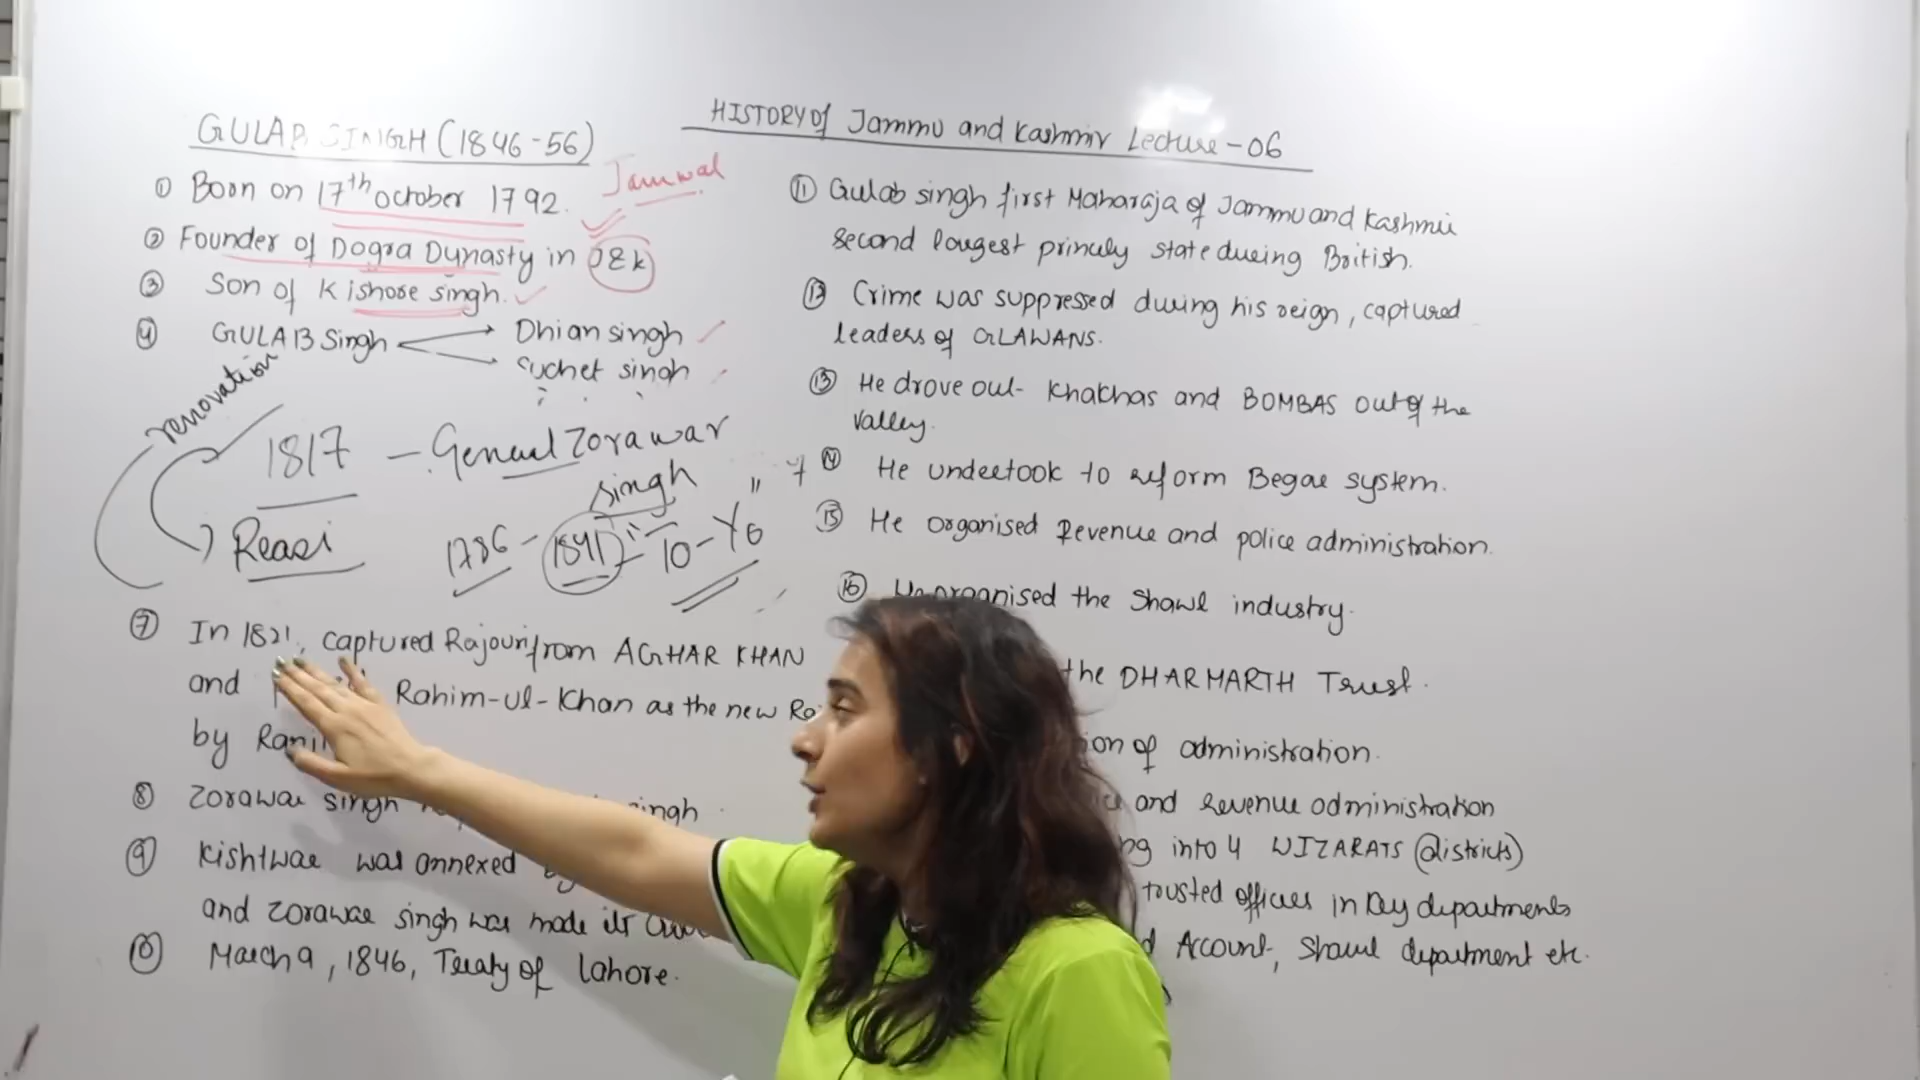 HISTORY of Jammu and Kashmir Lecture-06
GULAB SINGH (1846-56)
Jamwal
① Born on 17th october 1792.
② Founder of Dogra Dynasty in J&k
③ Son of Kishore singh.
④ GULAB Singh Dhian singh
Suchet singh
renovation
1817 - General Zorawar
singh
Reasi
1786 - 1841 10-Yo
⑦ In 1821, captured Rajouri from AGHAR KHAN
and Rahim-ul-Khan as the new
by
⑧ Zorawar singh
⑨ Kishtwar was annexed
and Zorawar singh was made its
⑩ March 9, 1846, Treaty of Lahore.
⑪ Gulab singh first Maharaja of Jammu and Kashmir
second largest princely state during British.
⑫ Crime was suppressed during his reign, captured
leaders of GLAWANS.
⑬ He drove out- Khakhas and BOMBAS out of the
valley.
⑭ He undertook to reform Begar system.
⑮ He organised Revenue and police administration.
⑯ the Shawl industry.
the DHARMARTH Trust.
of administration.
and revenue administration
into 4 WIZARATS (districts)
trusted officers in key departments
Account, Shawl department etc.